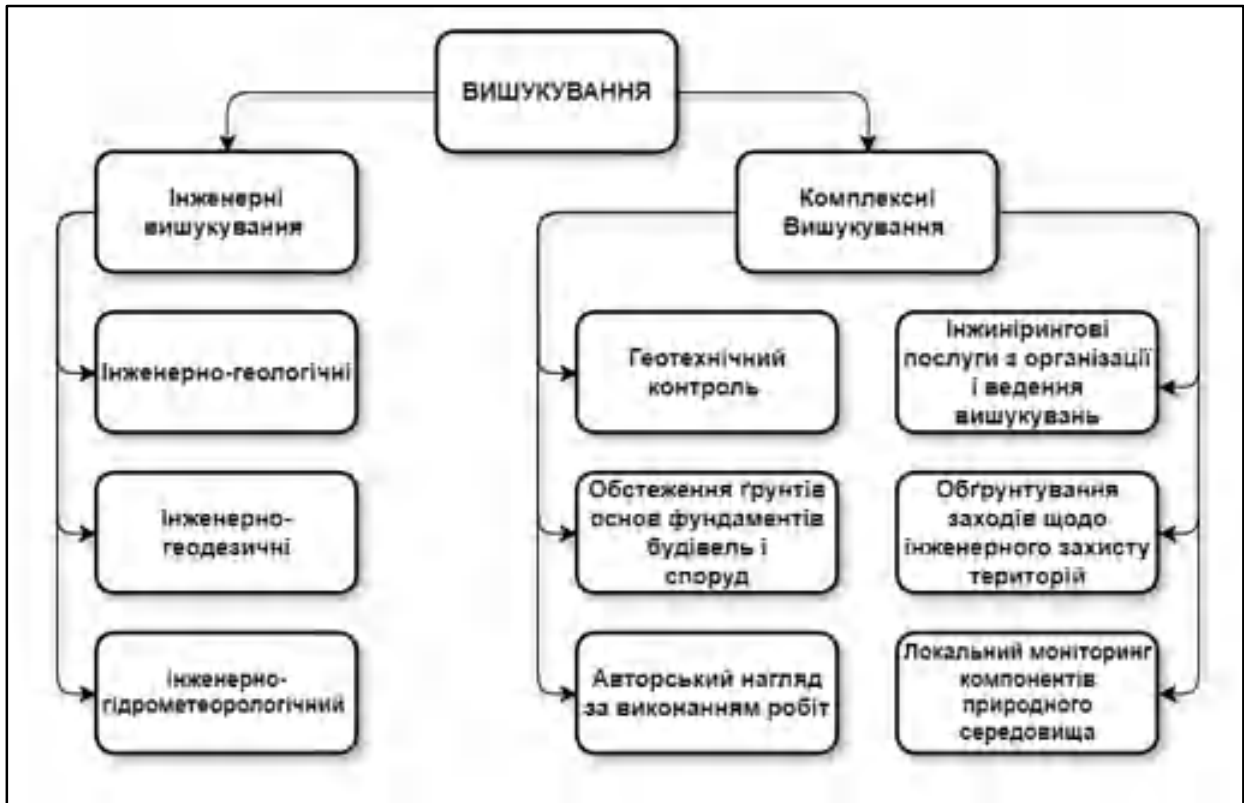 ВИШУКУВАННЯ
Інженерні
вишукування
Комплексні
Вишукування
Інженерно-геологічні
Інженерно-
геодезичні
інженерно-
гідрометеорологічний
Геотехнічний
контроль
Обстеження ґрунтів
основ фундаментів
будівель і
споруд
Авторський нагляд
за виконанням робіт
Інжинірингові
послуги з організації
і ведення
вишукувань
Обґрунтування
заходів щодо
інженерного захисту
територій
Локальний моніторинг
компонентів
природного
середовища